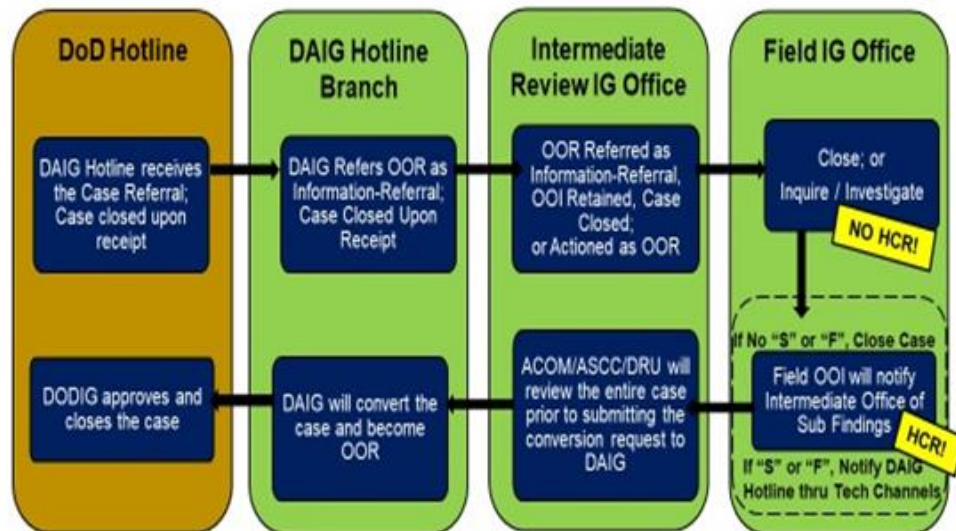 DoD Hotline
DAIG Hotline
Branch
Intermediate
Review IG Office
Field IG Office
DAIG Hotline receives
the Case Referral;
Case closed upon
receipt
DAIG Refers OOR as
Information-Referral;
Case Closed Upon
Receipt
OOR Referred as
Information-Referral,
OOI Retained, Case
Closed;
or Actioned as OOR
Close; or
Inquire / Investigate
NO HCR!
If No “S” or “F”, Close Case
Field OOI will notify
Intermediate Office of
Sub Findings
HCR!
If “S” or “F”, Notify DAIG
Hotline thru Tech Channels
ACOM/ASCC/DRU will
review the entire case
prior to submitting the
conversion request to
DAIG
DAIG will convert the
case and become
OOR
DODIG approves and
closes the case